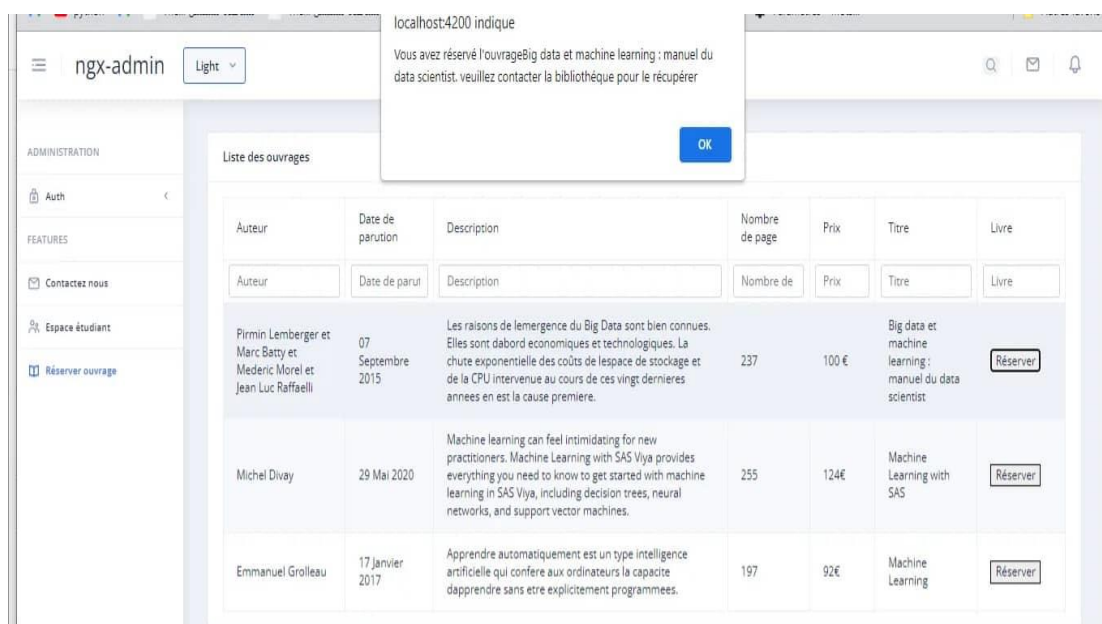 localhost:4200 indique
Vous avez réservé l'ouvrageBig data et machine learning : manuel du
data scientist. veuillez contacter la bibliothéque pour le récupérer
OK
ngx-admin
Light
ADMINISTRATION
Auth
FEATURES
Contactez nous
Espace étudiant
Réserver ouvrage
Liste des ouvrages
Auteur
Date de
parution
Description
Nombre
de page
Prix
Titre
Livre
Auteur
Date de parut
Description
Nombre de
Prix
Titre
Livre
Pirmin Lemberger et
Marc Batty et
Mederic Morel et
Jean Luc Raffaelli
07
Septembre
2015
Les raisons de lemergence du Big Data sont bien connues.
Elles sont dabord economiques et technologiques. La
chute exponentielle des coûts de lespace de stockage et
de la CPU intervenue au cours de ces vingt dernieres
annees en est la cause premiere.
237
100 €
Big data et
machine
learning :
manuel du data
scientist
Réserver
Michel Divay
29 Mai 2020
Machine learning can feel intimidating for new
practitioners. Machine Learning with SAS Viya provides
everything you need to know to get started with machine
learning in SAS Viya, including decision trees, neural
networks, and support vector machines.
255
124€
Machine
Learning with
SAS
Réserver
Emmanuel Grolleau
17 Janvier
2017
Apprendre automatiquement est un type intelligence
artificielle qui confere aux ordinateurs la capacite
dapprendre sans etre explicitement programmees.
197
92€
Machine
Learning
Réserver